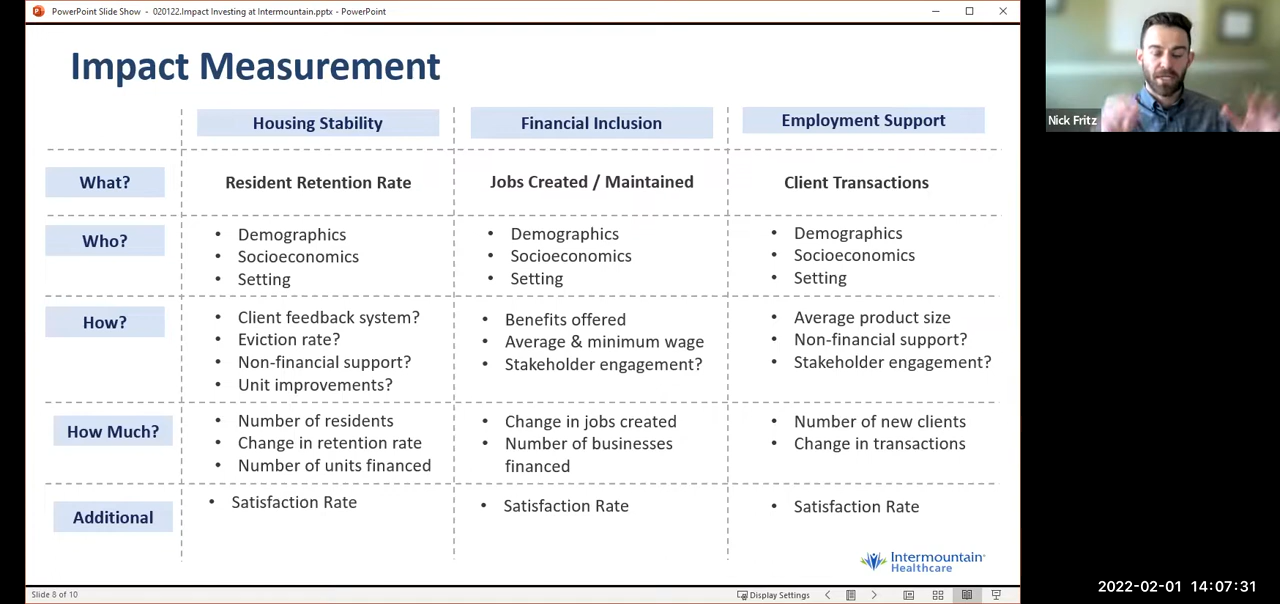 PowerPoint Slide Show - 020122.Impact Investing at Intermountain.pptx - PowerPoint
Impact Measurement
Housing Stability
Financial Inclusion
Employment Support
What?
Resident Retention Rate
Jobs Created / Maintained
Client Transactions
Who?
• Demographics
• Socioeconomics
• Setting
• Demographics
• Socioeconomics
• Setting
• Demographics
• Socioeconomics
• Setting
How?
• Client feedback system?
• Eviction rate?
• Non-financial support?
• Unit improvements?
• Benefits offered
• Average & minimum wage
• Stakeholder engagement?
• Average product size
• Non-financial support?
• Stakeholder engagement?
How Much?
• Number of residents
• Change in retention rate
• Number of units financed
• Change in jobs created
• Number of businesses
financed
• Number of new clients
• Change in transactions
Additional
• Satisfaction Rate
• Satisfaction Rate
• Satisfaction Rate
Intermountain
Healthcare
Slide 8 of 10
Display Settings
Nick Fritz
2022-02-01 14:07:31